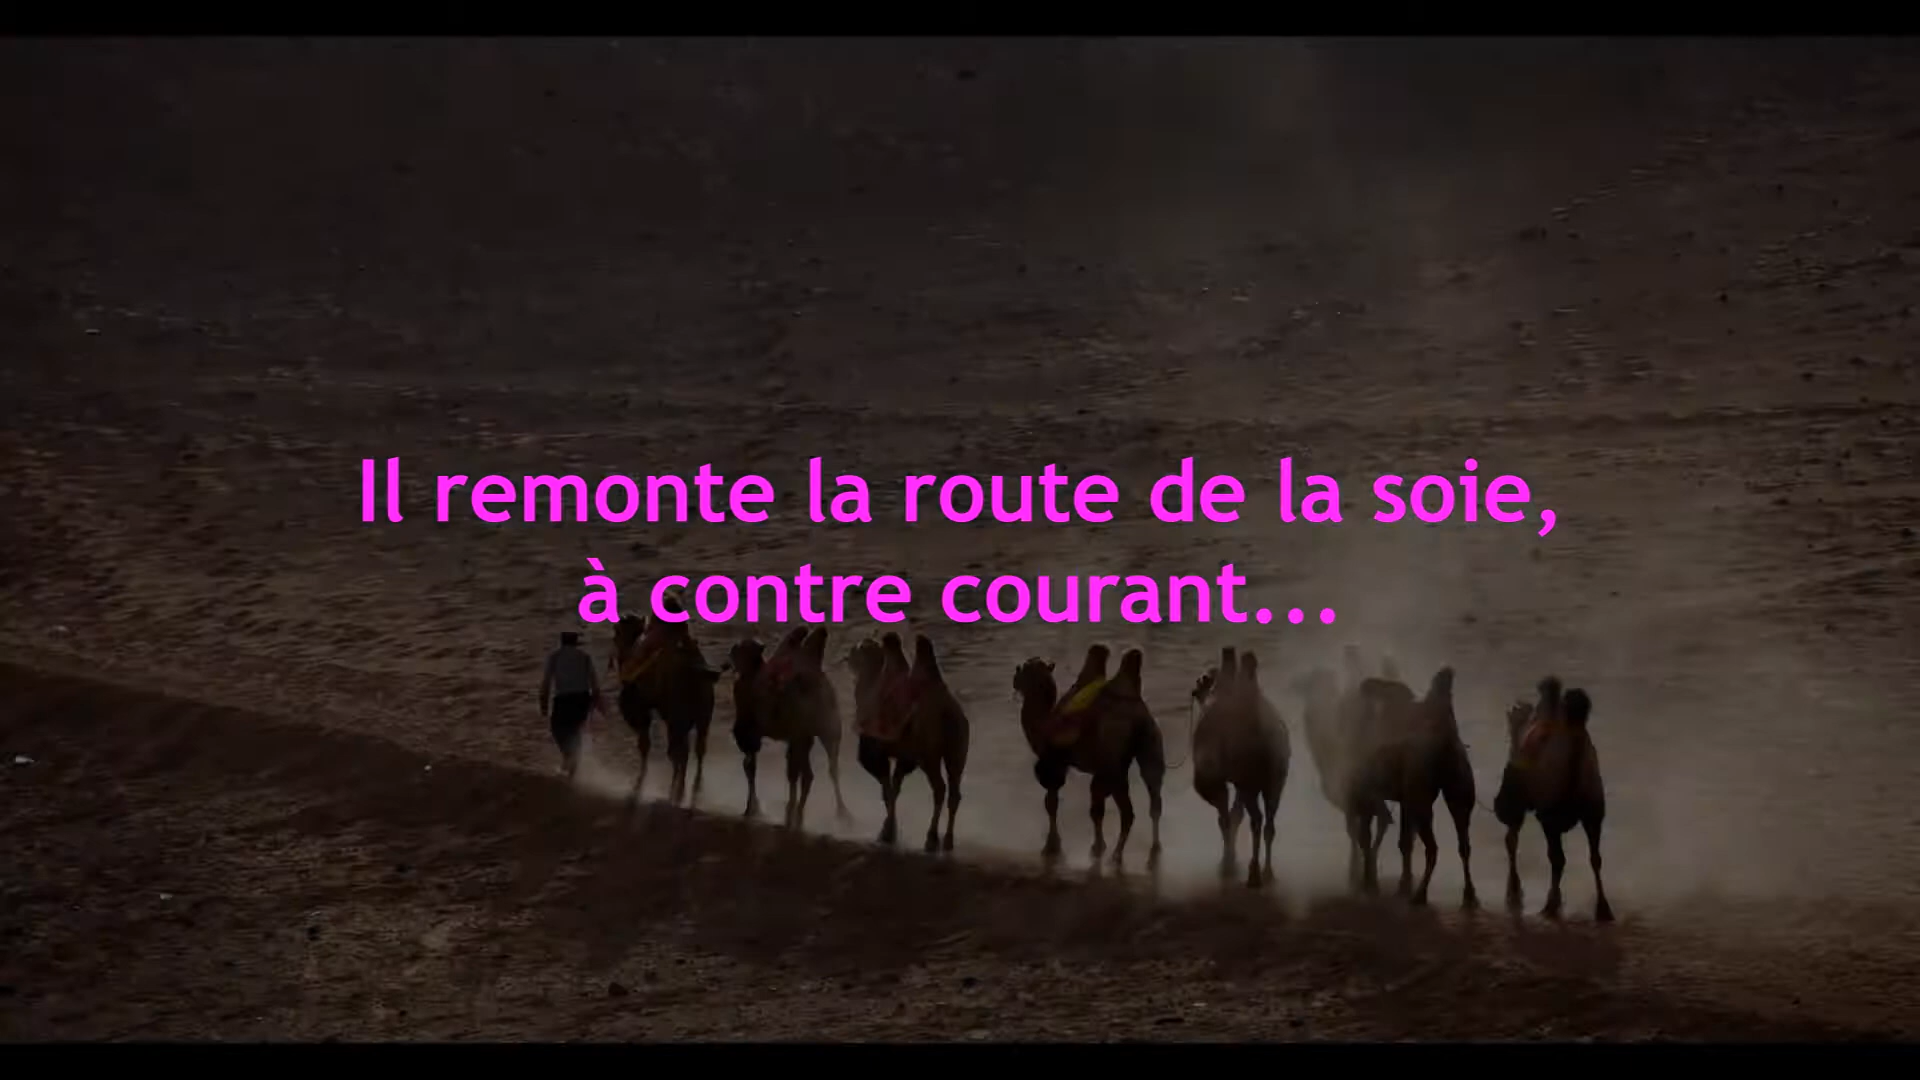 Il remonte la route de la soie,
à contre courant...